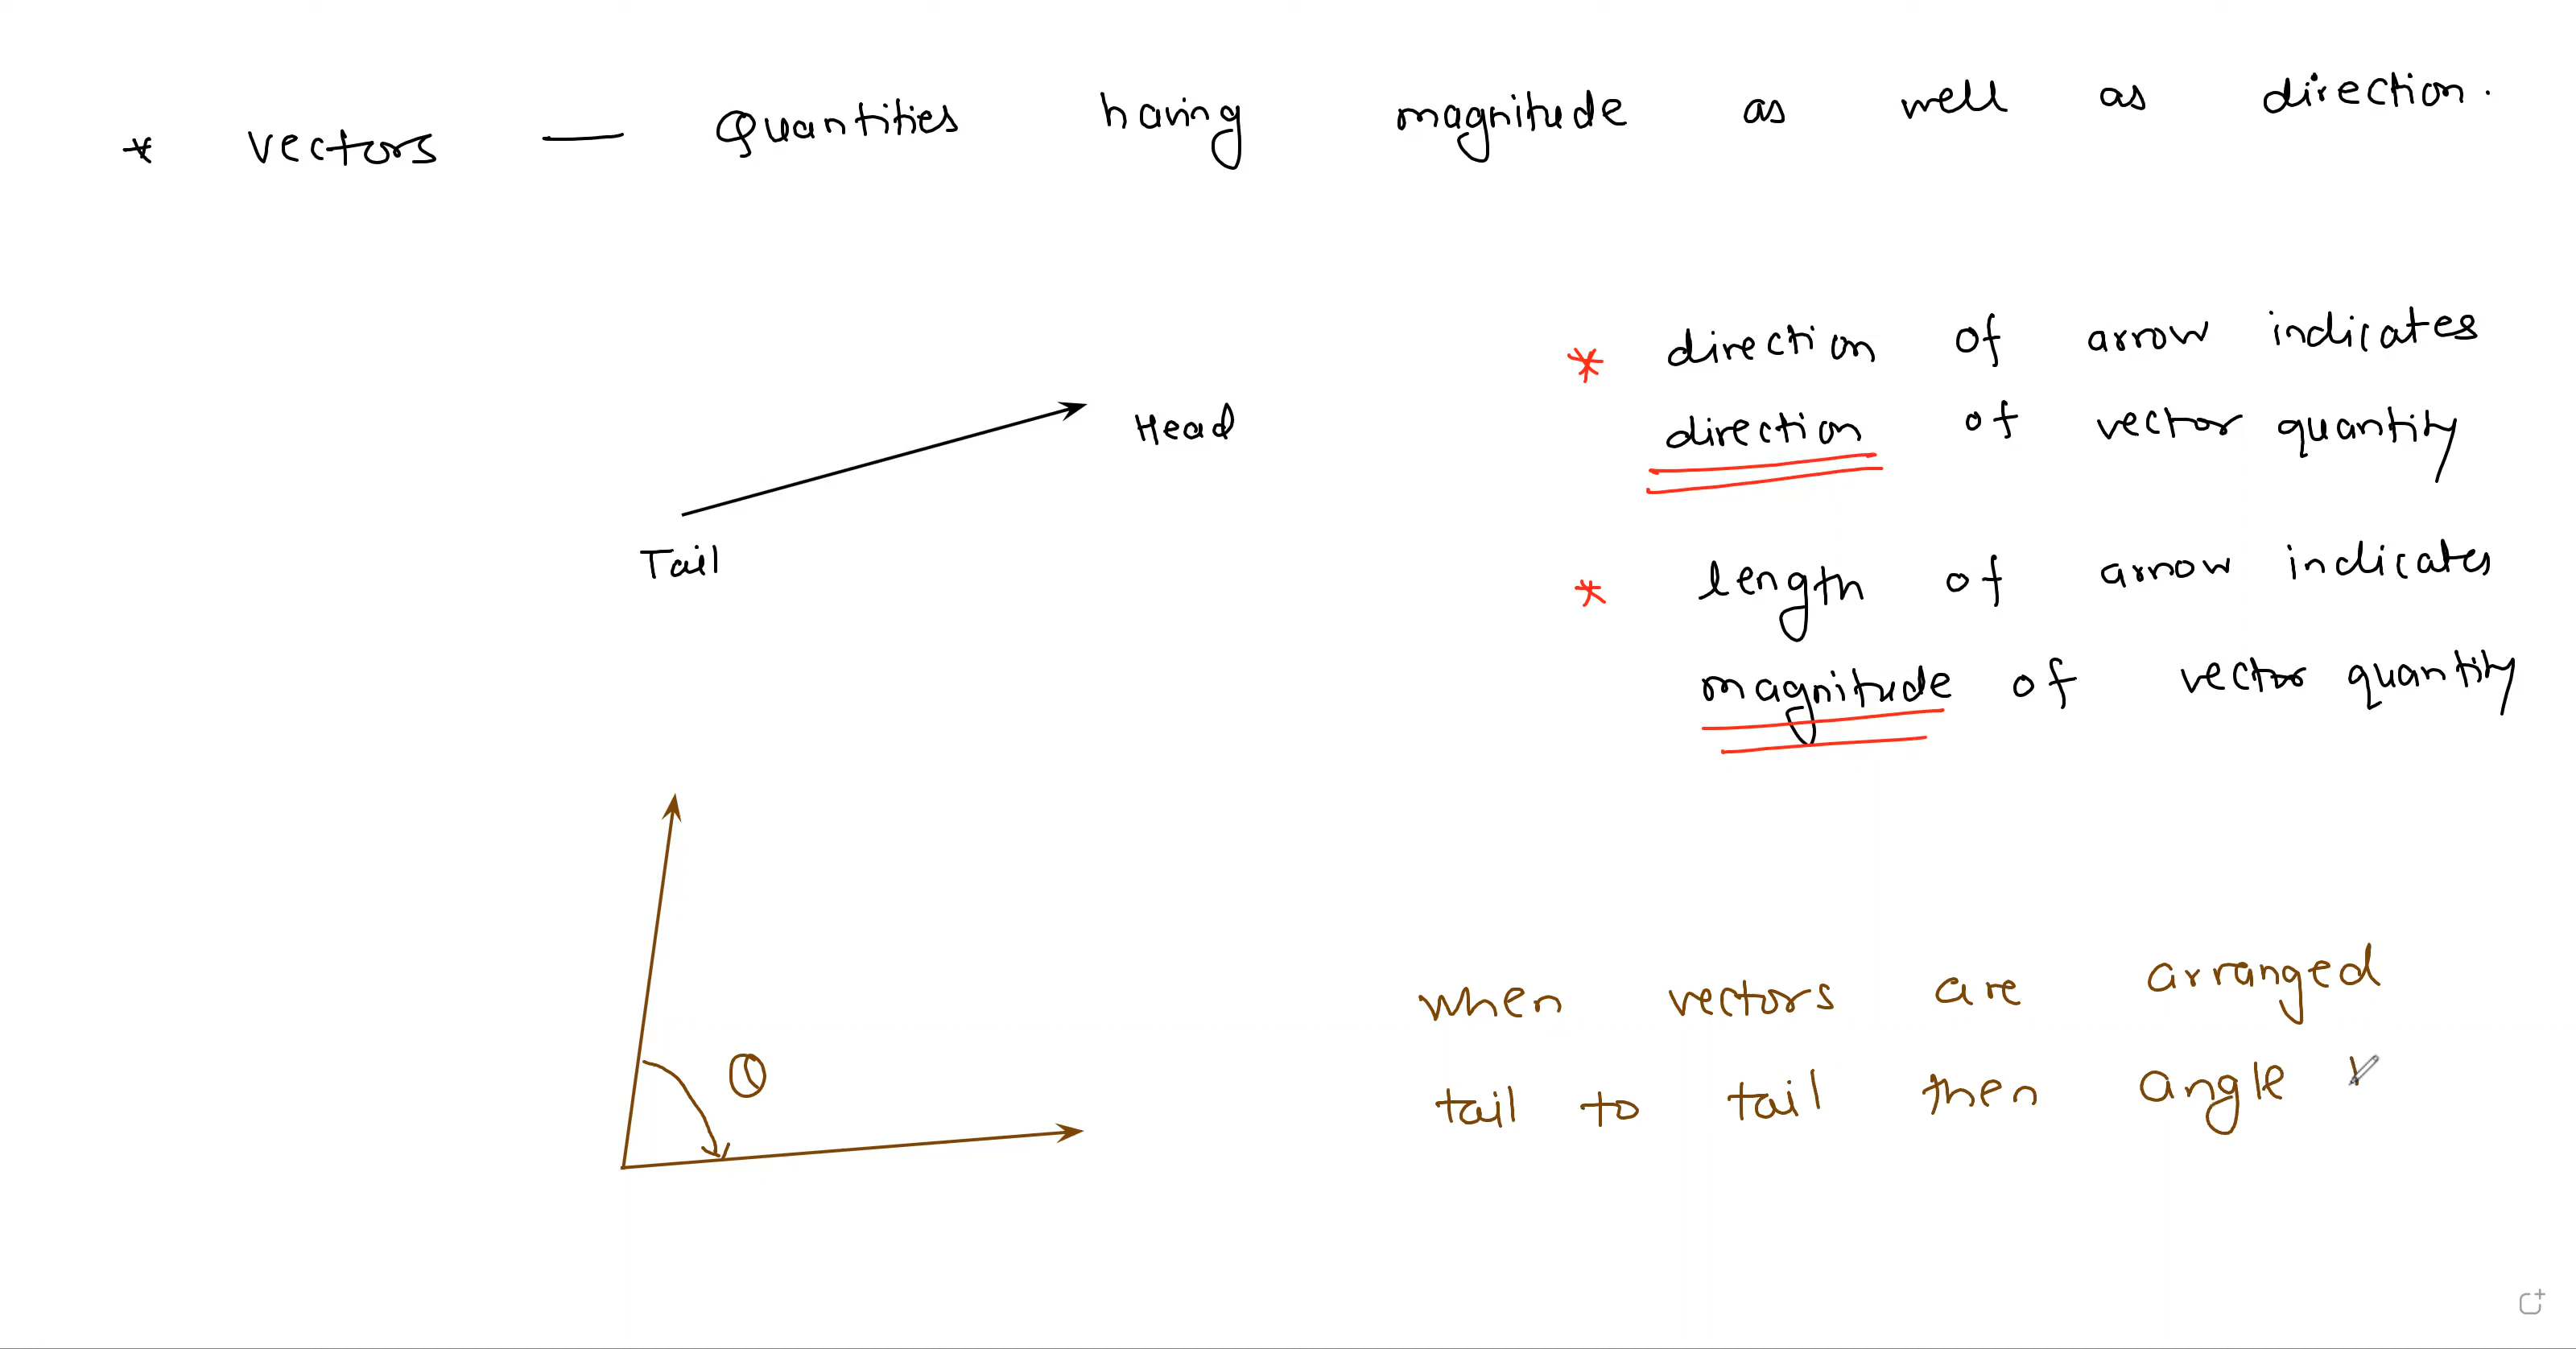 * vectors — Quantities having magnitude as well as direction.
* direction of arrow indicates
direction of vector quantity
Head
Tail
* length of arrow indicates
magnitude of vector quantity
when vectors are arranged
θ
tail to tail then angle